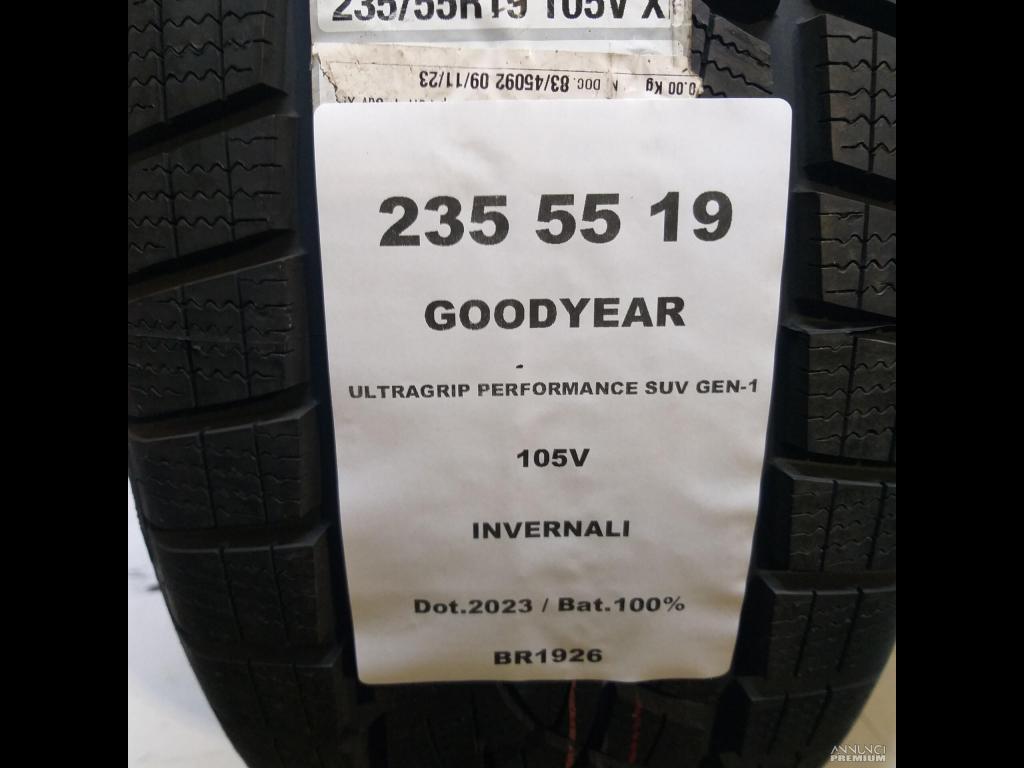 235/55R19 105V X
0.00 Kg N Doc. 83/45092 09/11/23
235 55 19
GOODYEAR
ULTRAGRIP PERFORMANCE SUV GEN-1
105V
INVERNALI
Dot.2023 / Bat.100%
BR1926
ANNUNCI
PREMIUM